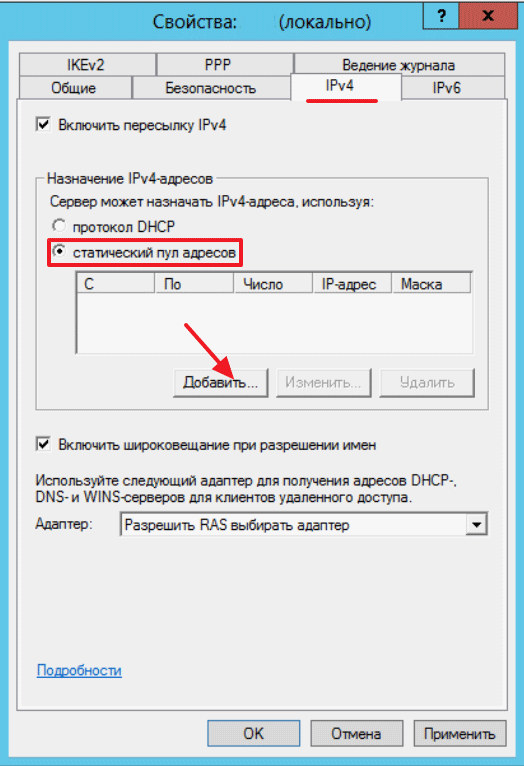 Свойства: (локально)
?
x
IKEv2 PPP Ведение журнала
Общие Безопасность IPv4 IPv6
Включить пересылку IPv4
Назначение IPv4-адресов
Сервер может назначать IPv4-адреса, используя:
протокол DHCP
статический пул адресов
С По Число IP-адрес Маска
Добавить... Изменить... Удалить
Включить широковещание при разрешении имен
Используйте следующий адаптер для получения адресов DHCP-,
DNS- и WINS-серверов для клиентов удаленного доступа.
Адаптер: Разрешить RAS выбирать адаптер
Подробности
OK Отмена Применить